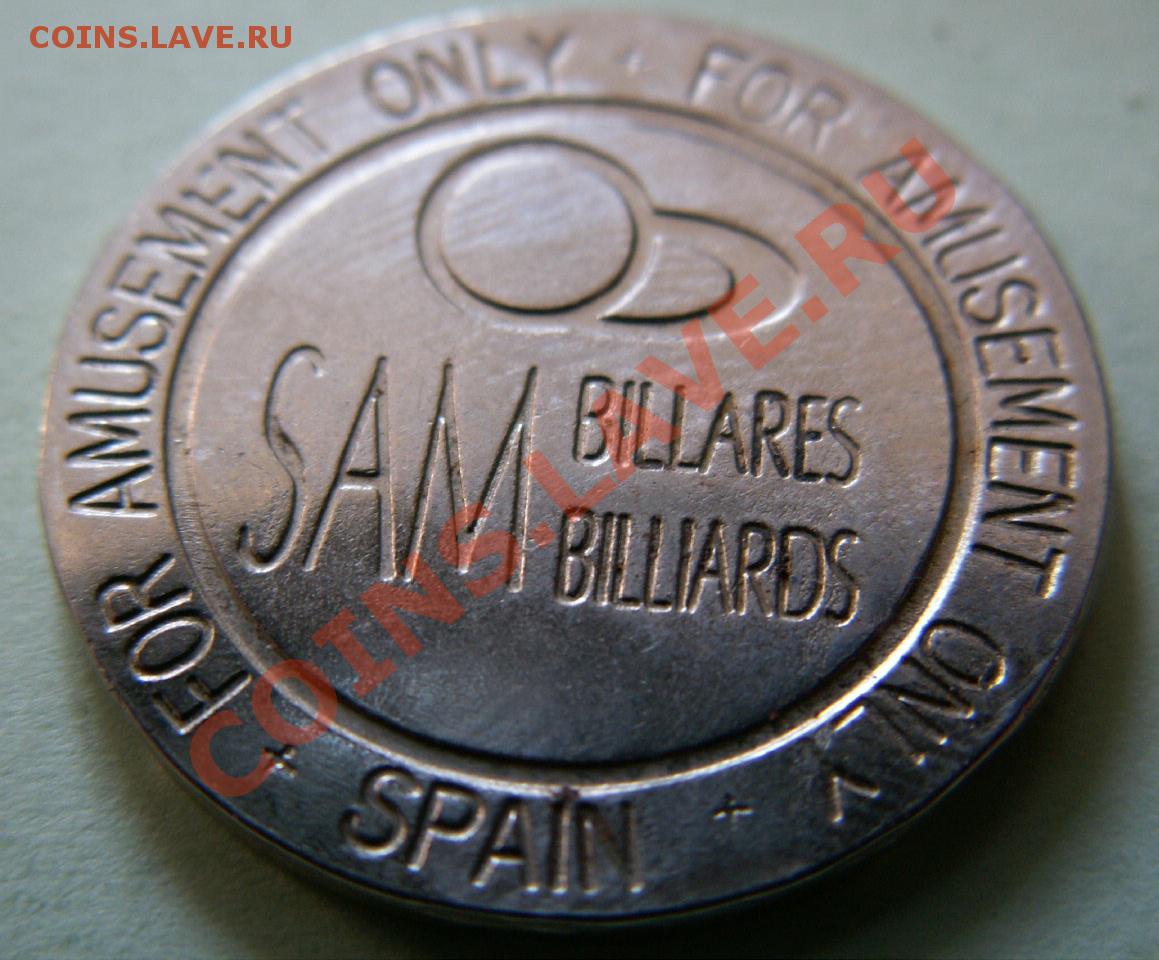 COINS.LAVE.RU
FOR AMUSEMENT ONLY + FOR AMUSEMENT ONLY + SPAIN +
SAM
BILLARES
BILLIARDS
COINS.LAVE.RU